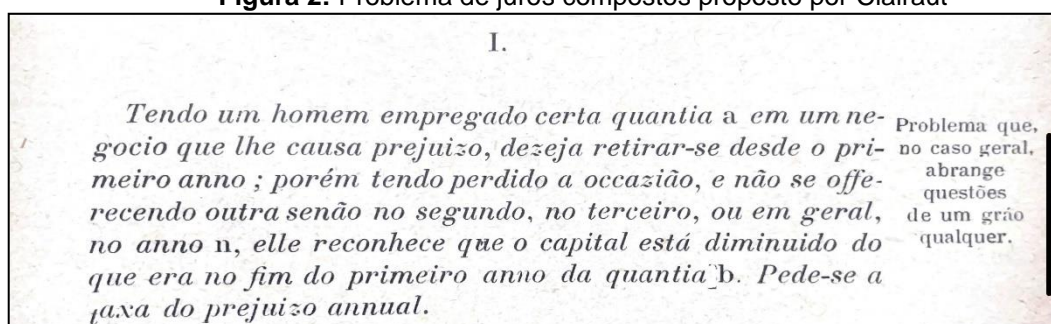 Figura 2. Problema de juros compostos proposto por Clairaut
I.
Tendo um homem empregado certa quantia a em um ne-
gocio que lhe causa prejuizo, dezeja retirar-se desde o pri-
meiro anno ; porém tendo perdido a occazião, e não se offe-
recendo outra senão no segundo, no terceiro, ou em geral,
no anno n, elle reconhece que o capital está diminuido do
que era no fim do primeiro anno da quantia b. Pede-se a
taxa do prejuizo annual.
Problema que,
no caso geral,
abrange
questões
de um gráo
qualquer.